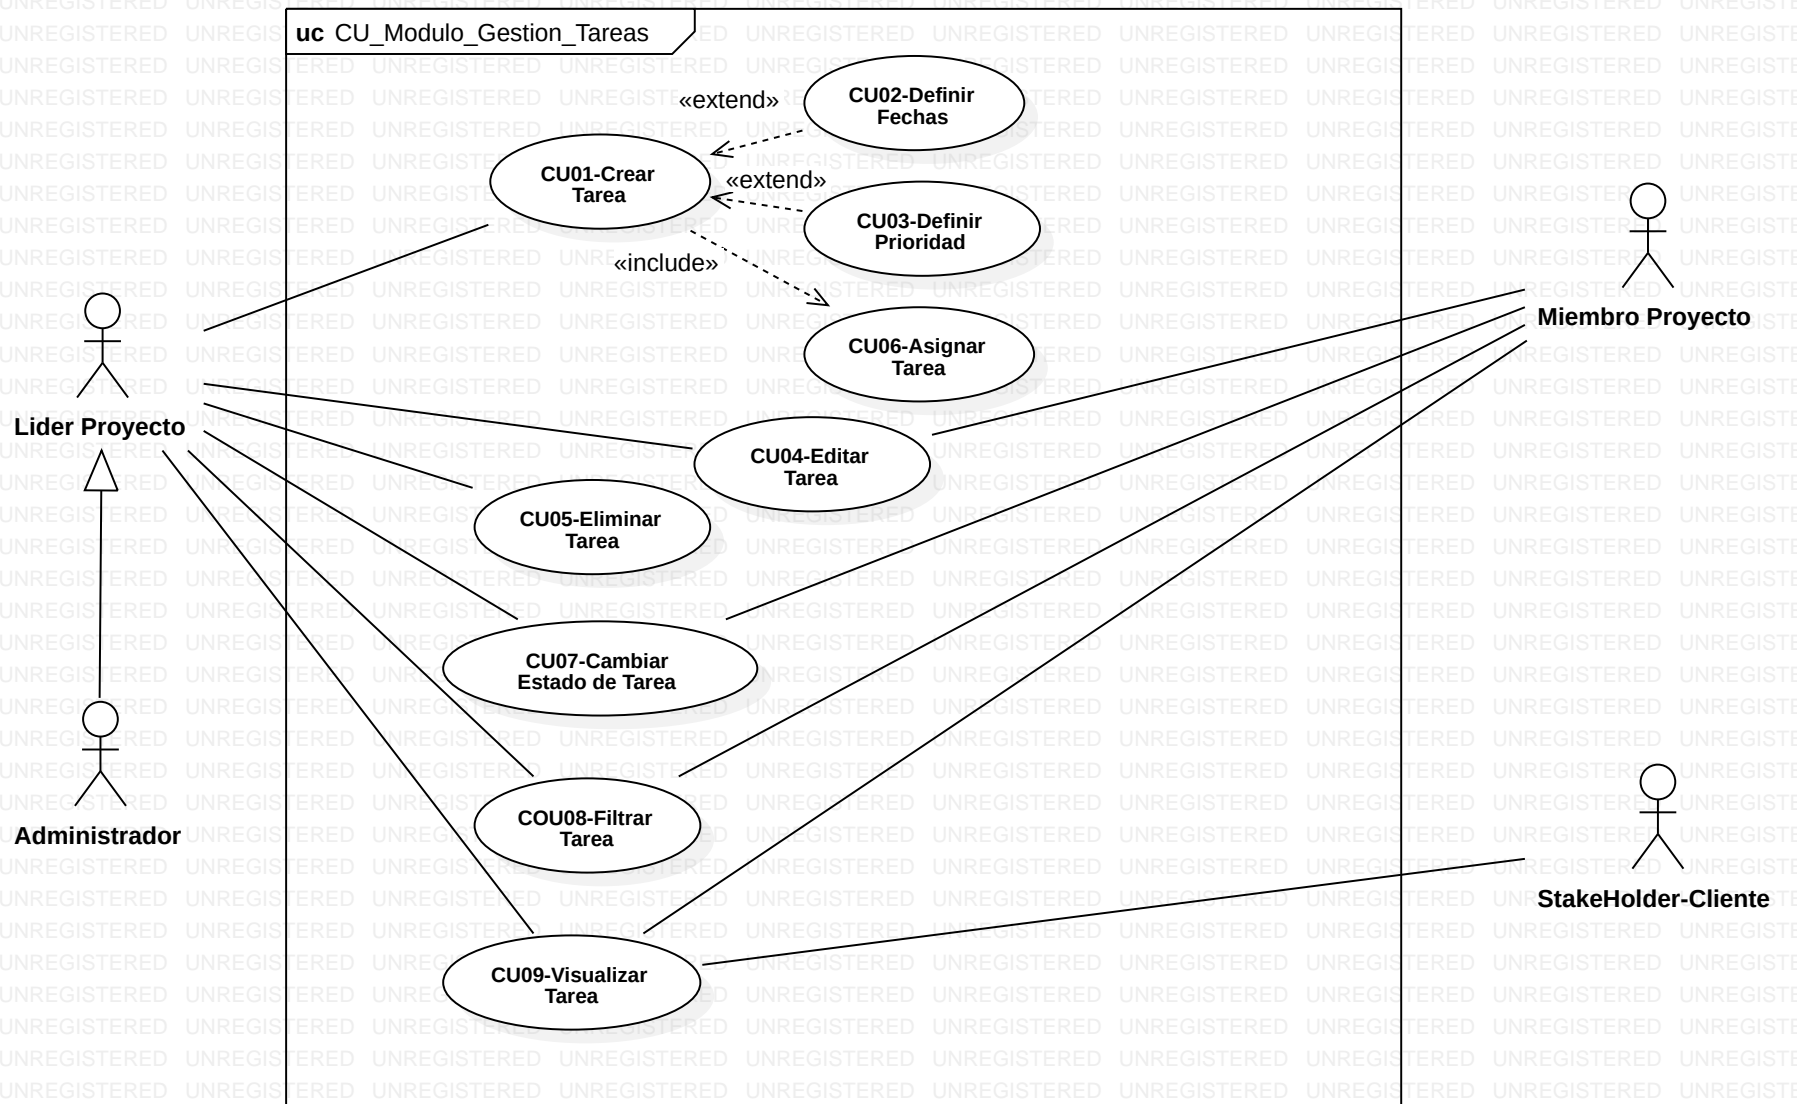 uc CU_Modulo_Gestion_Tareas
«extend»
CU02-Definir
Fechas
CU01-Crear
Tarea
«extend»
CU03-Definir
Prioridad
«include»
CU06-Asignar
Tarea
Miembro Proyecto
Lider Proyecto
CU04-Editar
Tarea
CU05-Eliminar
Tarea
CU07-Cambiar
Estado de Tarea
COU08-Filtrar
Tarea
Administrador
StakeHolder-Cliente
CU09-Visualizar
Tarea
UNREGISTERED